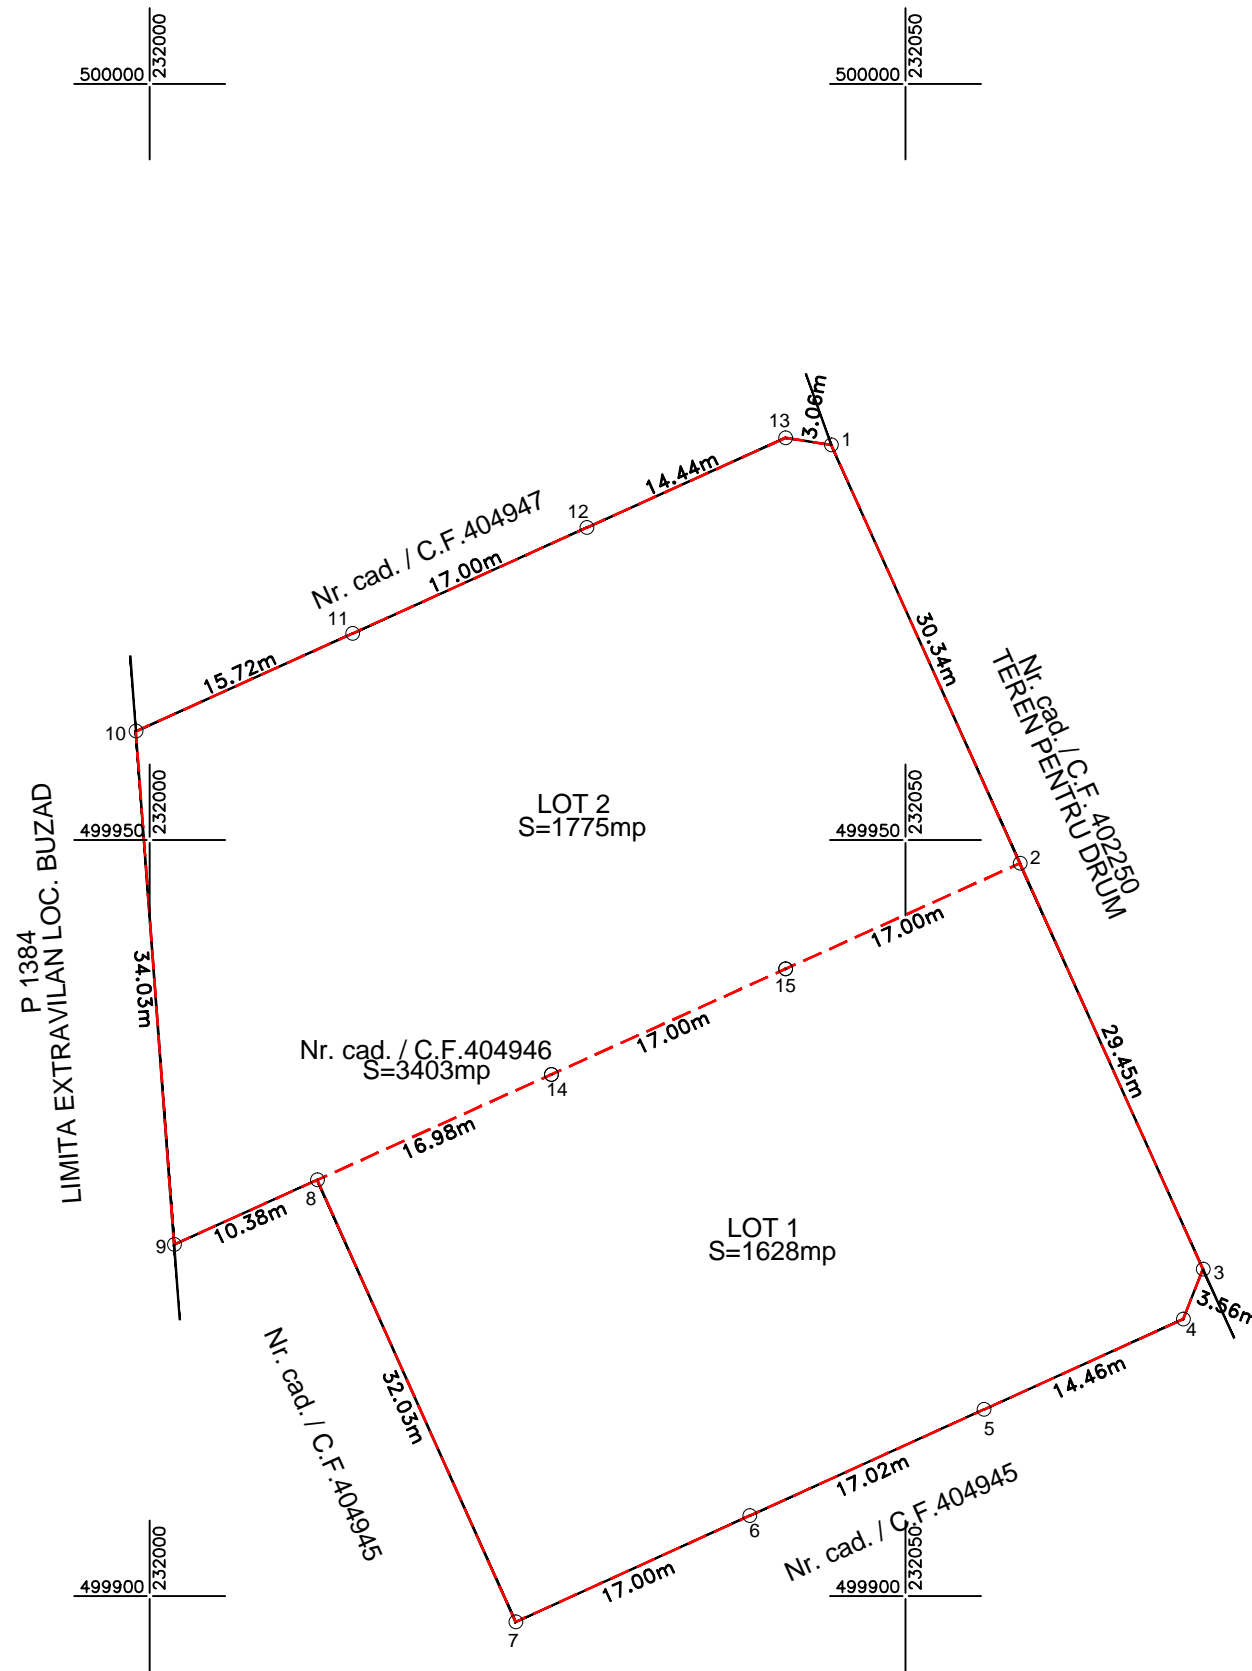 232000
500000
232050
500000
13
3.06m
1
14.44m
12
Nr. cad. / C.F.404947
17.00m
11
15.72m
10
30.34m
Nr. cad. / C.F. 402250
TEREN PENTRU DRUM
232000
499950
LOT 2
S=1775mp
232050
499950
2
17.00m
15
P 1384
LIMITA EXTRAVILAN LOC. BUZAD
34.03m
17.00m
Nr. cad. / C.F.404946
S=3403mp
14
29.45m
16.98m
8
10.38m
9
LOT 1
S=1628mp
3
3.56m
4
14.46m
5
32.03m
Nr. cad. / C.F.404945
17.02m
Nr. cad. / C.F.404945
6
17.00m
7
232000
499900
232050
499900